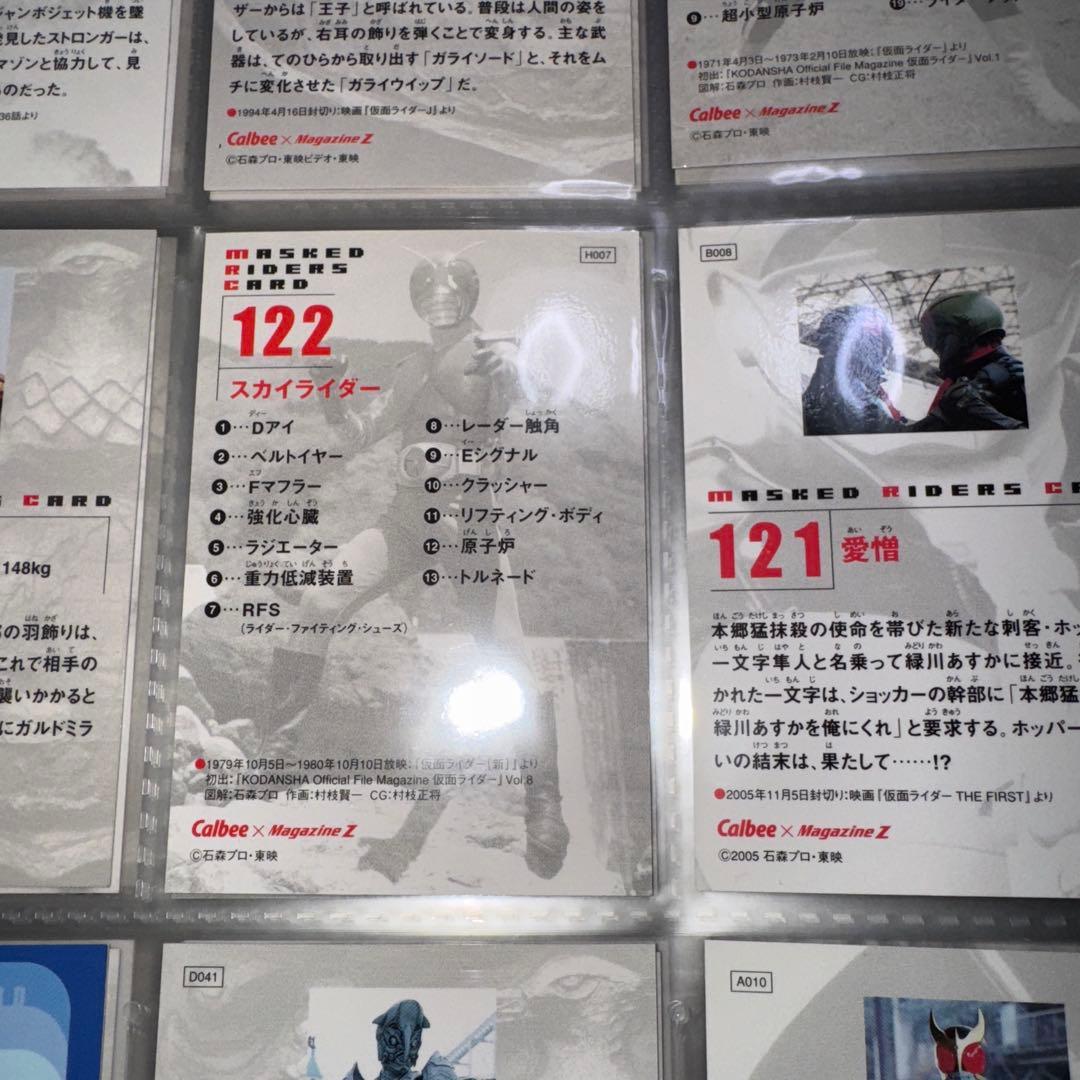 ャンボジェット機を墜
見したストロンガーは、
マゾンと協力して、見
のだった。
36話より
ザーからは「王子」と呼ばれている。普段は人間の姿を
しているが、右耳の飾りを弾くことで変身する。主な武
器は、てのひらから取り出す「ガライソード」と、それをム
チに変化させた「ガライウイップ」だ。
●1994年4月16日封切り:映画『仮面ライダーJ』より
Calbee×Magazine Z
©石森プロ・東映ビデオ・東映
❾…超小型原子炉
●1971年4月3日〜1973年2月10日放映:『仮面ライダー』より
初出:『KODANSHA Official File Magazine 仮面ライダー』Vol.1
図解:石森プロ 作画:村枝賢一 CG:村枝正将
Calbee×Magazine Z
©石森プロ・東映
CARD
148kg
の羽飾りは、
これで相手の
襲いかかると
にガルドミラ
MASKED
RIDERS
CARD
H007
122
スカイライダー
❶…Dアイ
❷…ベルトイヤー
❸…Fマフラー
❹…強化心臓
❺…ラジエーター
❻…重力低減装置
❼…RFS
(ライダー・ファイティング・シューズ)
❽…レーダー触角
❾…Eシグナル
❿…クラッシャー
⓫…リフティング・ボディ
⓬…原子炉
⓭…トルネード
●1979年10月5日〜1980年10月10日放映:『仮面ライダー[新]』より
初出:『KODANSHA Official File Magazine 仮面ライダー』Vol.8
図解:石森プロ 作画:村枝賢一 CG:村枝正将
Calbee×Magazine Z
©石森プロ・東映
B008
MASKED RIDERS CA
121
愛憎
本郷猛抹殺の使命を帯びた新たな刺客・ホッ
一文字隼人と名乗って緑川あすかに接近。
かれた一文字は、ショッカーの幹部に「本郷猛
緑川あすかを俺にくれ」と要求する。ホッパー
いの結末は、果たして……!?
●2005年11月5日封切り:映画『仮面ライダー THE FIRST』より
Calbee×Magazine Z
©2005 石森プロ・東映
D041
A010